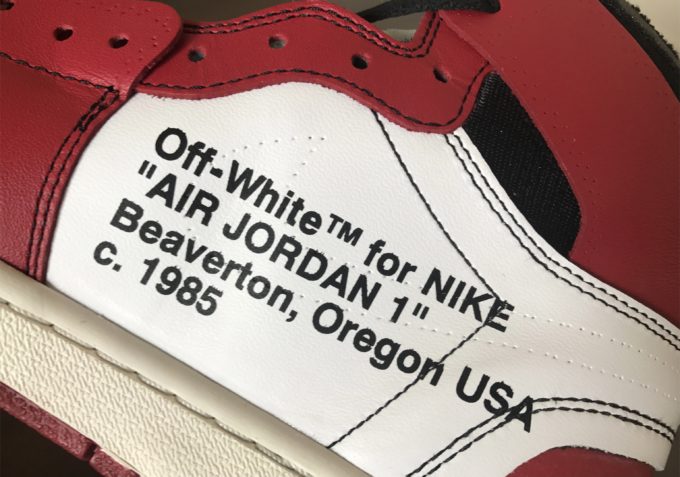 Off-White™ for NIKE
"AIR JORDAN 1"
Beaverton, Oregon USA
c. 1985